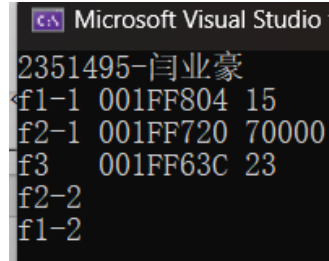 Microsoft Visual Studio
2351495-闫业豪
f1-1 001FF804 15
f2-1 001FF720 70000
f3   001FF63C 23
f2-2
f1-2